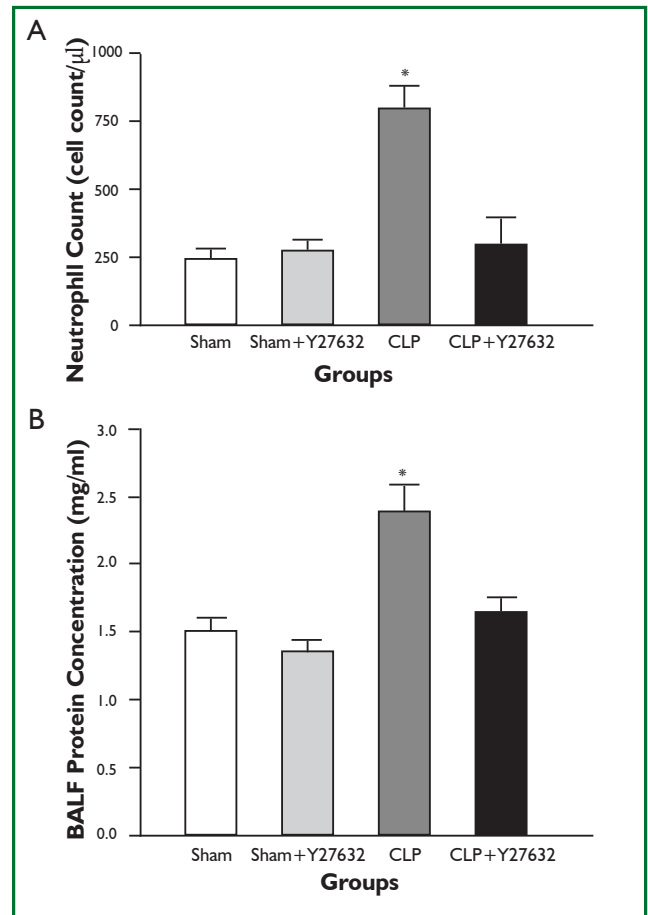 A
Neutrophil Count (cell count/µl)
1000
750
500
250
0
*
Sham Sham+Y27632 CLP CLP+Y27632
Groups
B
BALF Protein Concentration (mg/ml)
3.0
2.5
2.0
1.5
1.0
0.5
0.0
*
Sham Sham+Y27632 CLP CLP+Y27632
Groups